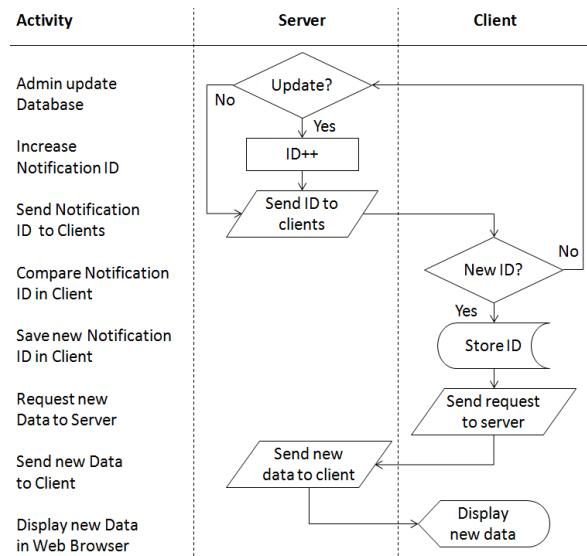 Activity
Server
Client
Admin update
Database
Update?
No
Yes
Increase
Notification ID
ID++
Send Notification
ID to Clients
Send ID to
clients
Compare Notification
ID in Client
New ID?
No
Yes
Save new Notification
ID in Client
Store ID
Request new
Data to Server
Send request
to server
Send new Data
to Client
Send new
data to client
Display new Data
in Web Browser
Display
new data